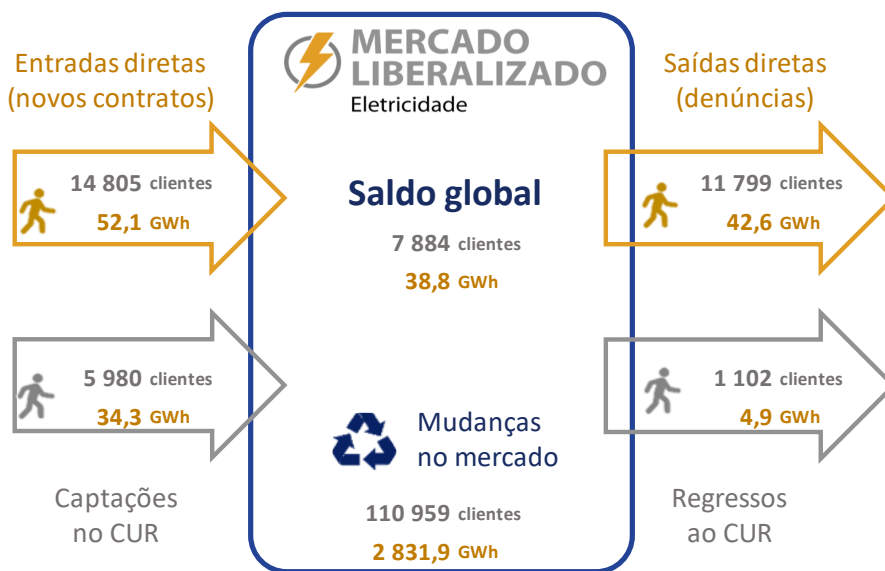 MERCADO
LIBERALIZADO
Eletricidade
Entradas diretas
(novos contratos)
14 805 clientes
52,1 GWh
5 980 clientes
34,3 GWh
Captações
no CUR
Saldo global
7 884 clientes
38,8 GWh
Mudanças
no mercado
110 959 clientes
2 831,9 GWh
Saídas diretas
(denúncias)
11 799 clientes
42,6 GWh
1 102 clientes
4,9 GWh
Regressos
ao CUR